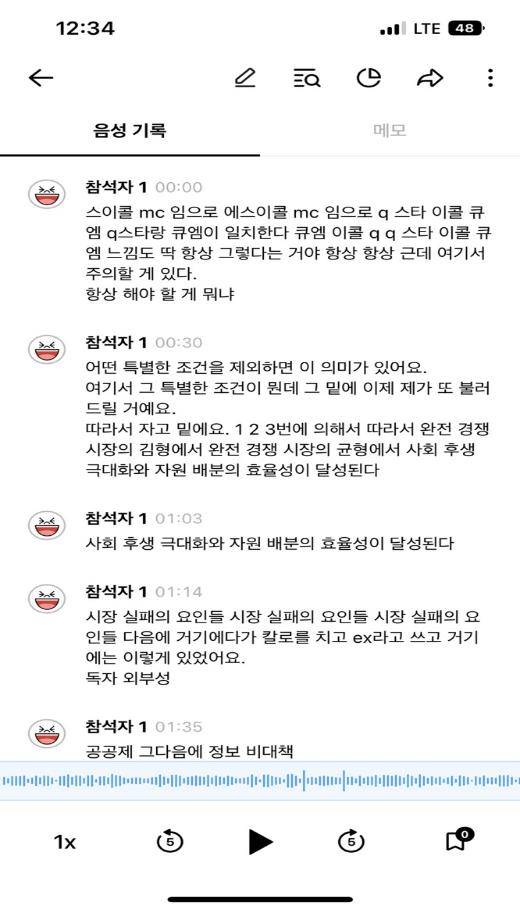 12:34
LTE 48
음성 기록
메모
참석자 1 00:00
스이콜 mc 임으로 에스이콜 mc 임으로 q 스타 이콜 큐
엠 q스타랑 큐엠이 일치한다 큐엠 이콜 q q 스타 이콜 큐
엠 느낌도 딱 항상 그렇다는 거야 항상 항상 근데 여기서
주의할 게 있다.
항상 해야 할 게 뭐냐
참석자 1 00:30
어떤 특별한 조건을 제외하면 이 의미가 있어요.
여기서 그 특별한 조건이 뭔데 그 밑에 이제 제가 또 불러
드릴 거예요.
따라서 자고 밑에요. 1 2 3번에 의해서 따라서 완전 경쟁
시장의 김형에서 완전 경쟁 시장의 균형에서 사회 후생
극대화와 자원 배분의 효율성이 달성된다
참석자 1 01:03
사회 후생 극대화와 자원 배분의 효율성이 달성된다
참석자 1 01:14
시장 실패의 요인들 시장 실패의 요인들 시장 실패의 요
인들 다음에 거기에다가 칼로를 치고 ex라고 쓰고 거기
에는 이렇게 있었어요.
독자 외부성
참석자 1 01:35
공공제 그다음에 정보 비대책
1x
5
5
0